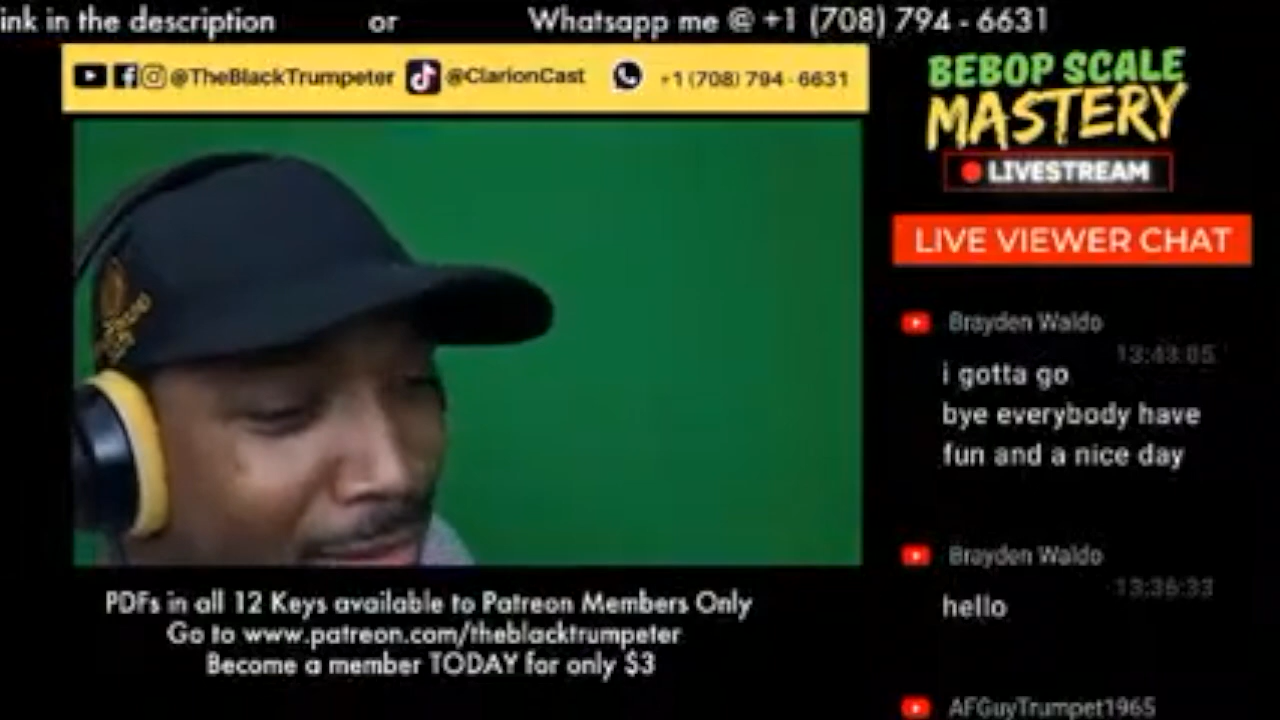 ink in the description or Whatsapp me @ +1 (708) 794 - 6631
@TheBlackTrumpeter @ClarionCast +1 (708) 794 - 6631
BEBOP SCALE
MASTERY
LIVESTREAM
LIVE VIEWER CHAT
Brayden Waldo
13:43:05
i gotta go
bye everybody have
fun and a nice day
Brayden Waldo
13:36:33
hello
AFGuyTrumpet1965
PDFs in all 12 Keys available to Patreon Members Only
Go to www.patreon.com/theblacktrumpeter
Become a member TODAY for only $3